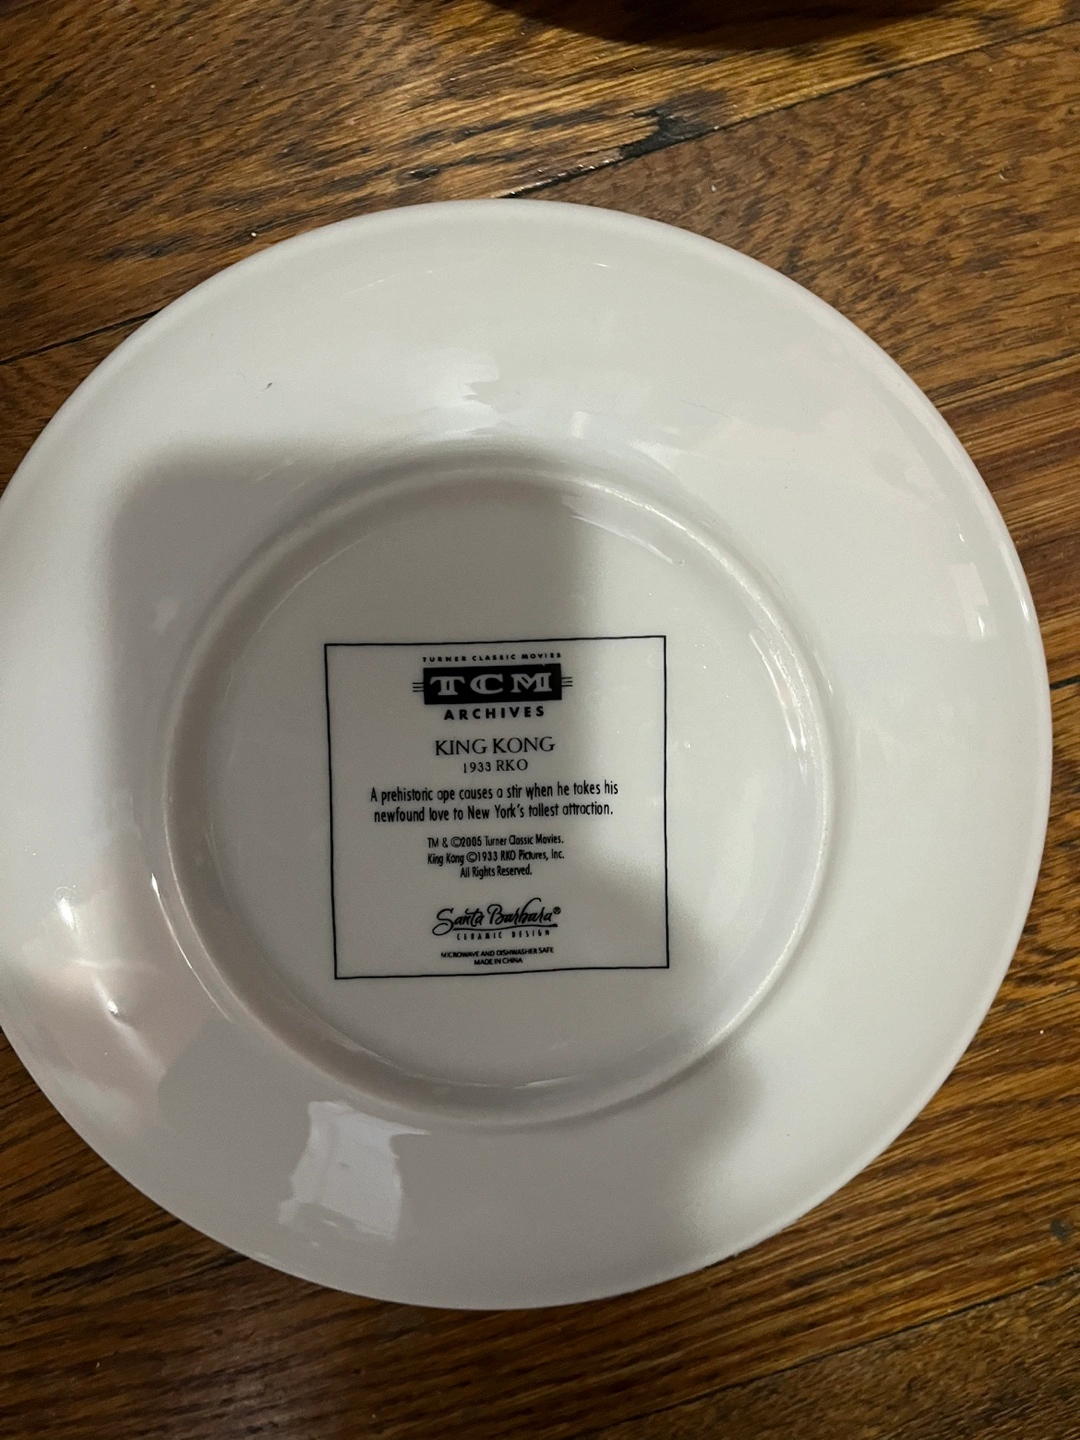 TURNER CLASSIC MOVIES
TCM
ARCHIVES
KING KONG
1933 RKO
A prehistoric ape causes a stir when he takes his
newfound love to New York's tallest attraction.
TM & ©2005 Turner Classic Movies.
King Kong ©1933 RKO Pictures, Inc.
All Rights Reserved.
Santa Barbara®
CERAMIC DESIGN
MICROWAVE AND DISHWASHER SAFE
MADE IN CHINA